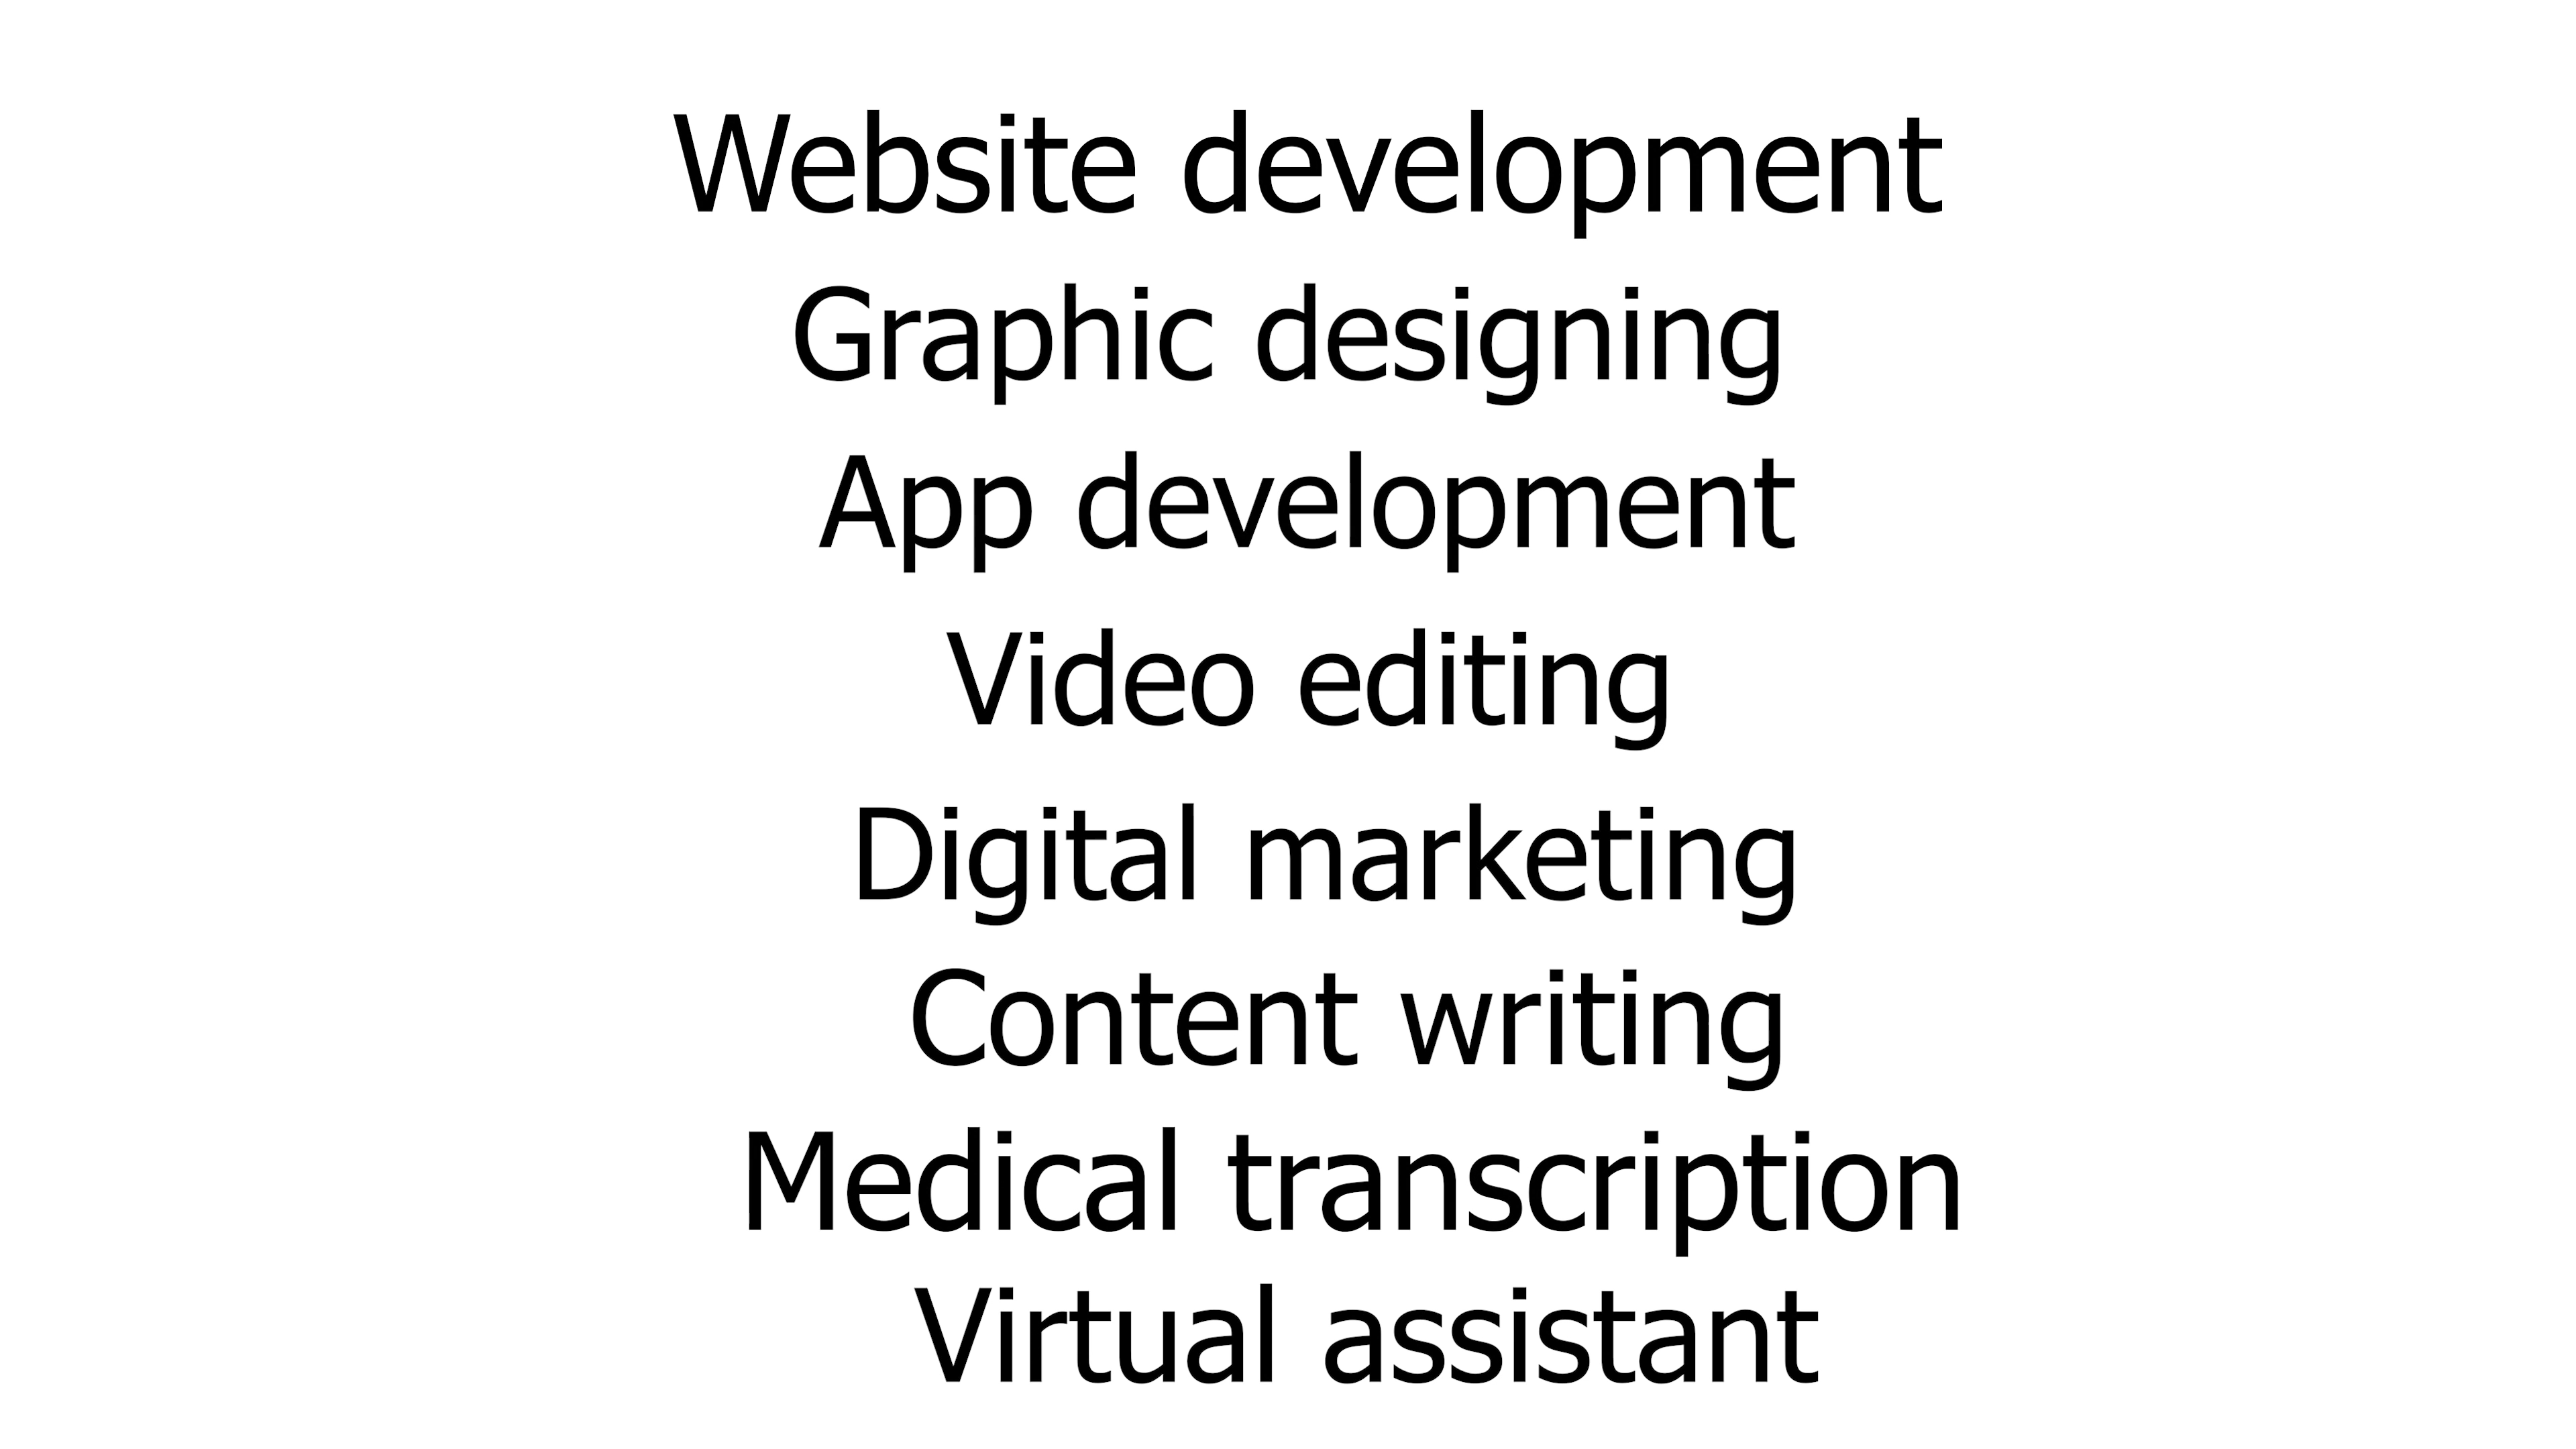 Website development
Graphic designing
App development
Video editing
Digital marketing
Content writing
Medical transcription
Virtual assistant